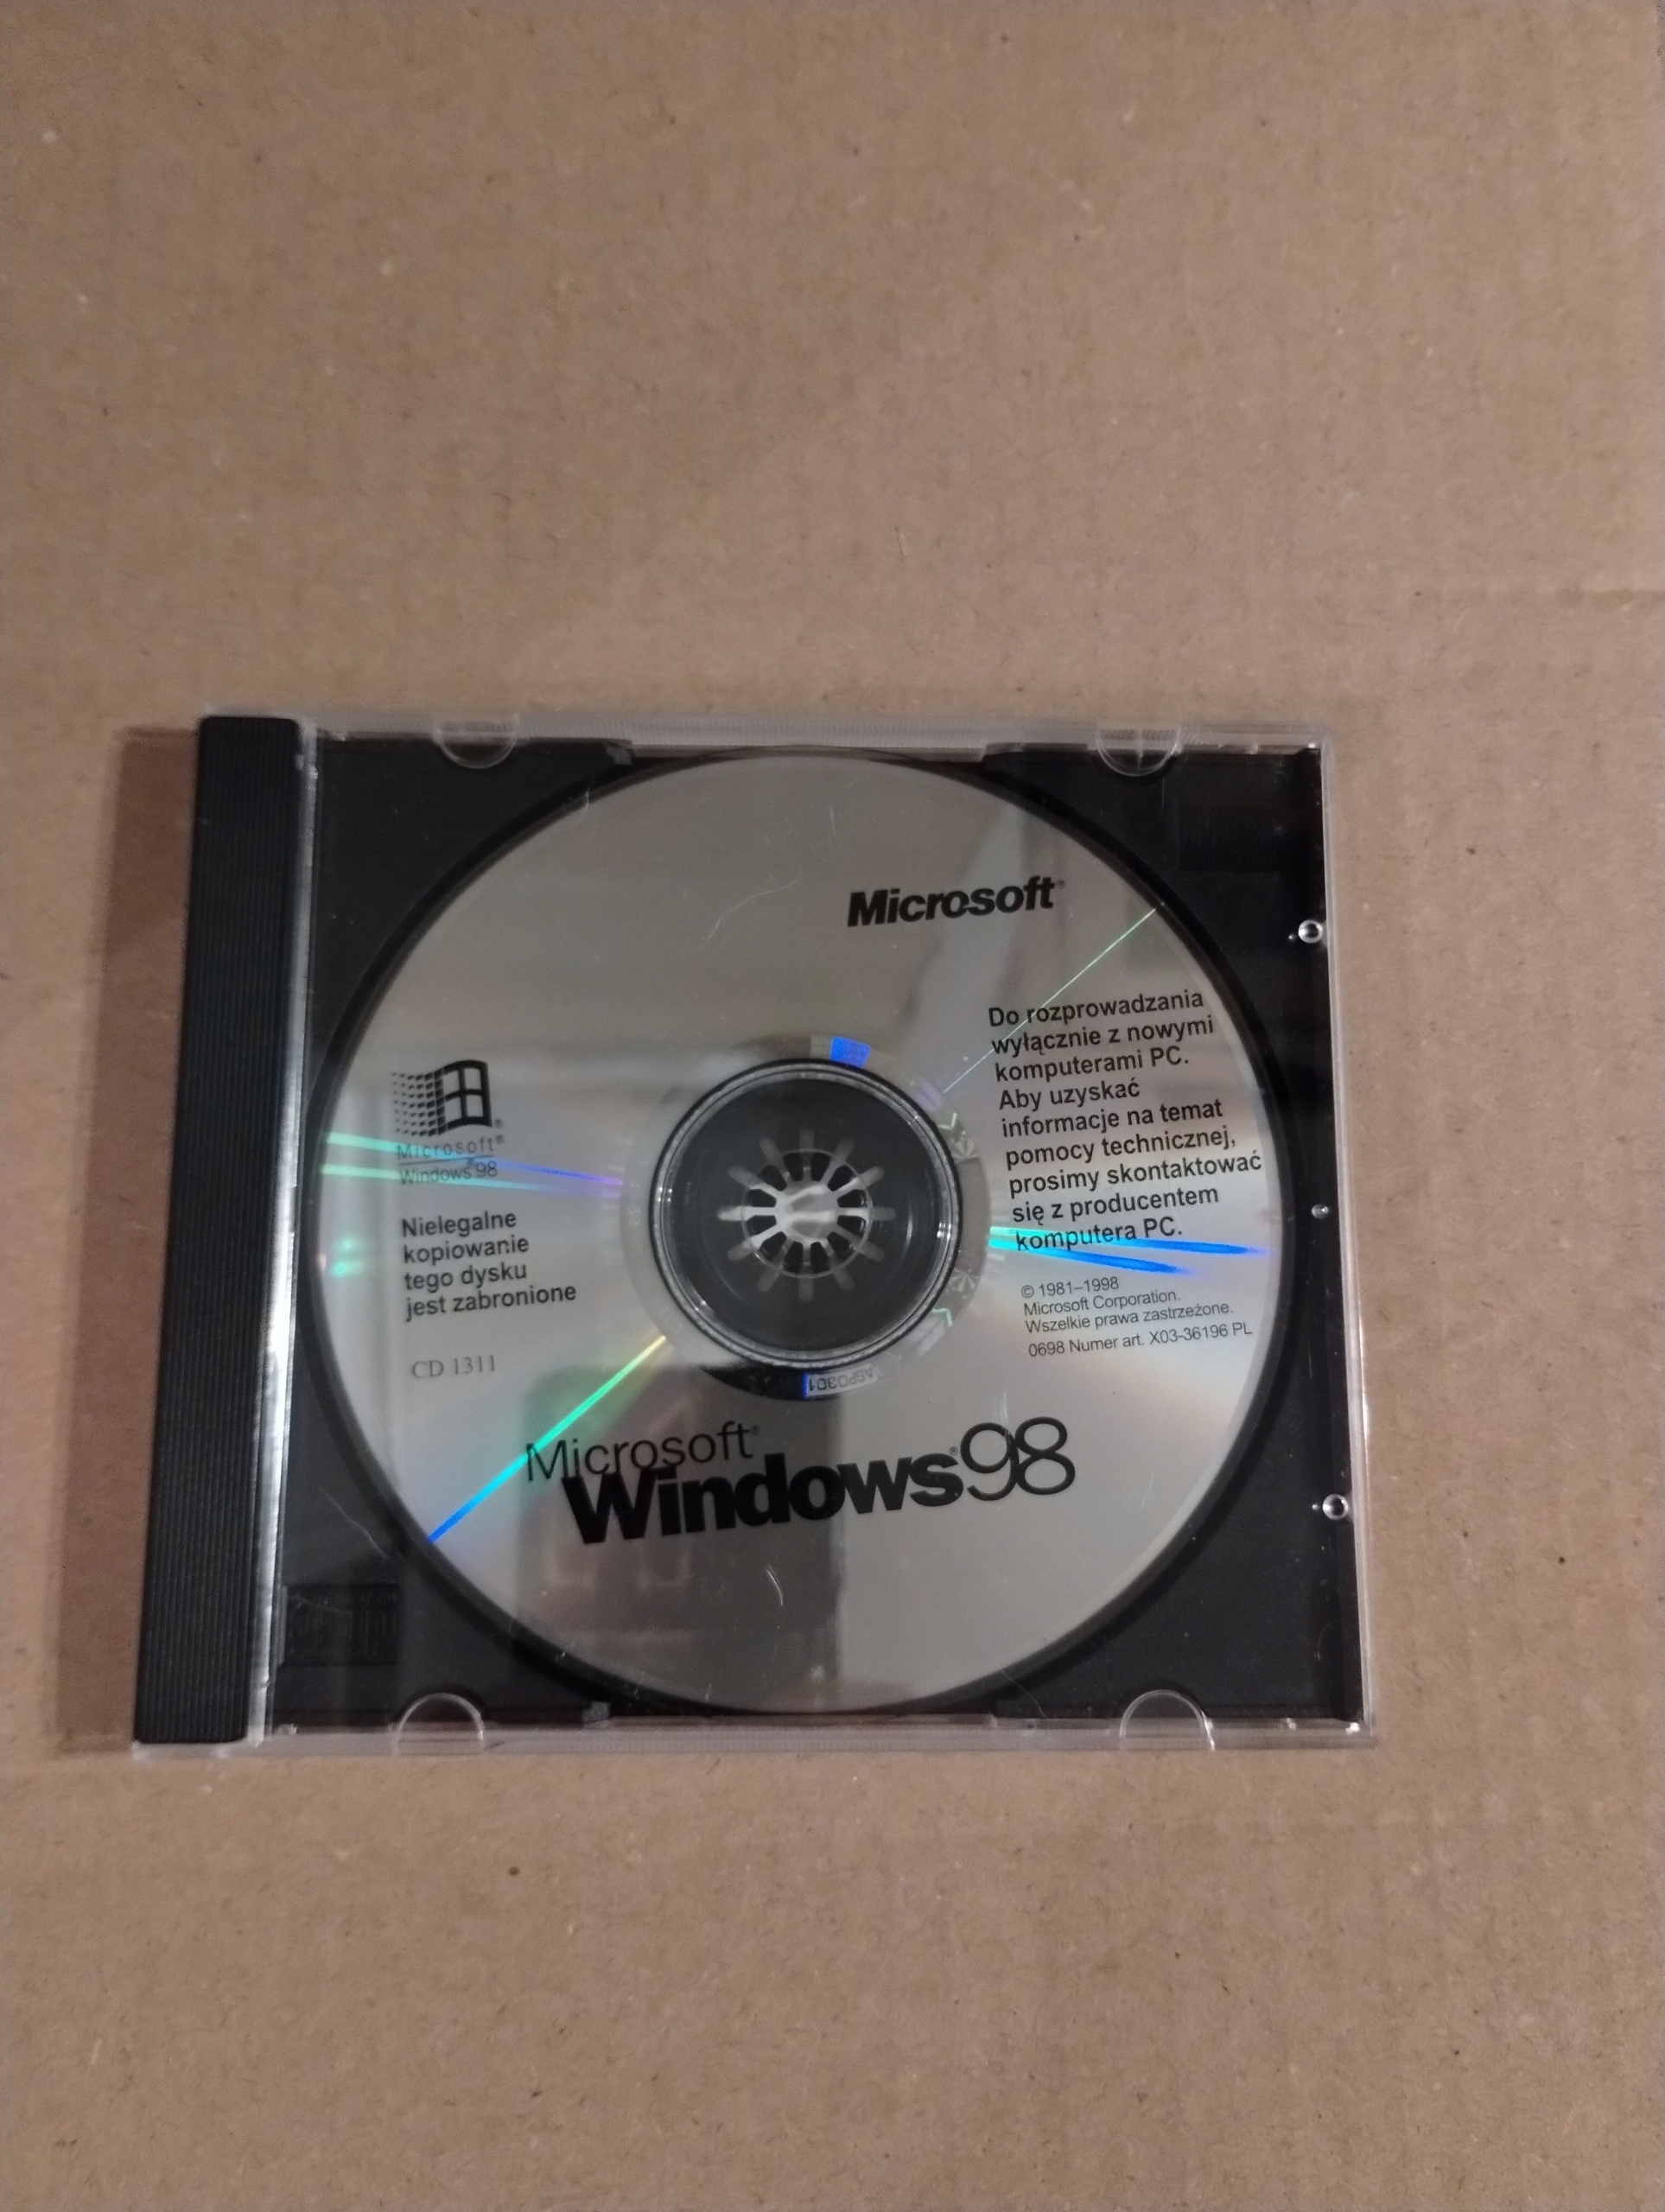 Microsoft®
Do rozprowadzania
wyłącznie z nowymi
komputerami PC.
Aby uzyskać
informacje na temat
pomocy technicznej,
prosimy skontaktować
się z producentem
komputera PC.
© 1981–1998
Microsoft Corporation.
Wszelkie prawa zastrzeżone.
0698 Numer art. X03-36196 PL
Microsoft®
Windows®98
Nielegalne
kopiowanie
tego dysku
jest zabronione
CD 1311
Microsoft®
Windows®98